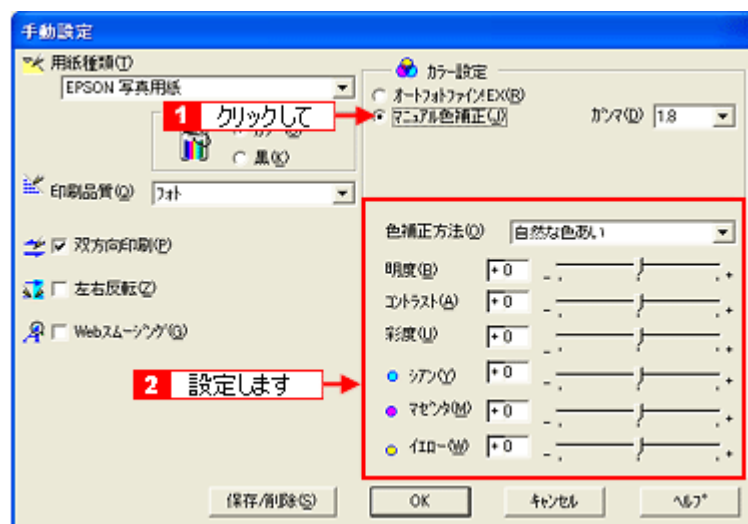 手動設定
用紙種類(T)
EPSON 写真用紙
カラー設定
オートフォトファイン!EX(R)
マニュアル色補正(J)
ガンマ(D) 1.8
1 クリックして
黒(K)
印刷品質(Q) フォト
色補正方法(O) 自然な色あい
双方向印刷(P)
明度(B) +0 - +
左右反転(Z)
コントラスト(A) +0 - +
Webスムージング(G)
彩度(U) +0 - +
2 設定します
シアン(Y) +0 - +
マゼンタ(M) +0 - +
イエロー(W) +0 - +
保存/削除(S) OK キャンセル ヘルプ